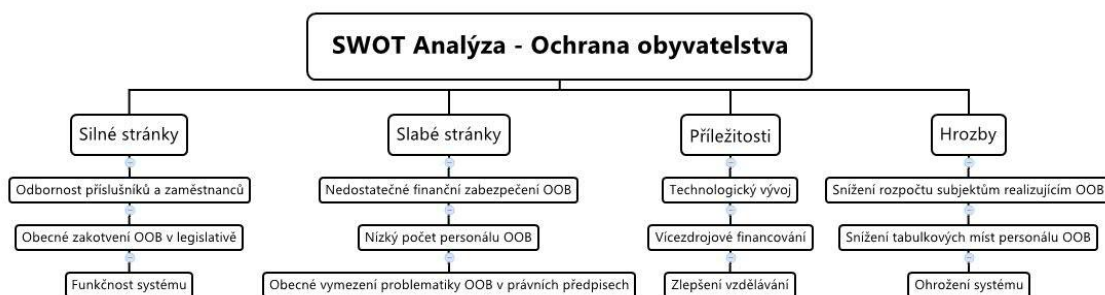 SWOT Analýza - Ochrana obyvatelstva
Silné stránky
Odbornost příslušníků a zaměstnanců
Obecné zakotvení OOB v legislativě
Funkčnost systému
Slabé stránky
Nedostatečné finanční zabezpečení OOB
Nízký počet personálu OOB
Obecné vymezení problematiky OOB v právních předpisech
Příležitosti
Technologický vývoj
Vícezdrojové financování
Zlepšení vzdělávání
Hrozby
Snížení rozpočtu subjektům realizujícím OOB
Snížení tabulkových míst personálu OOB
Ohrožení systému